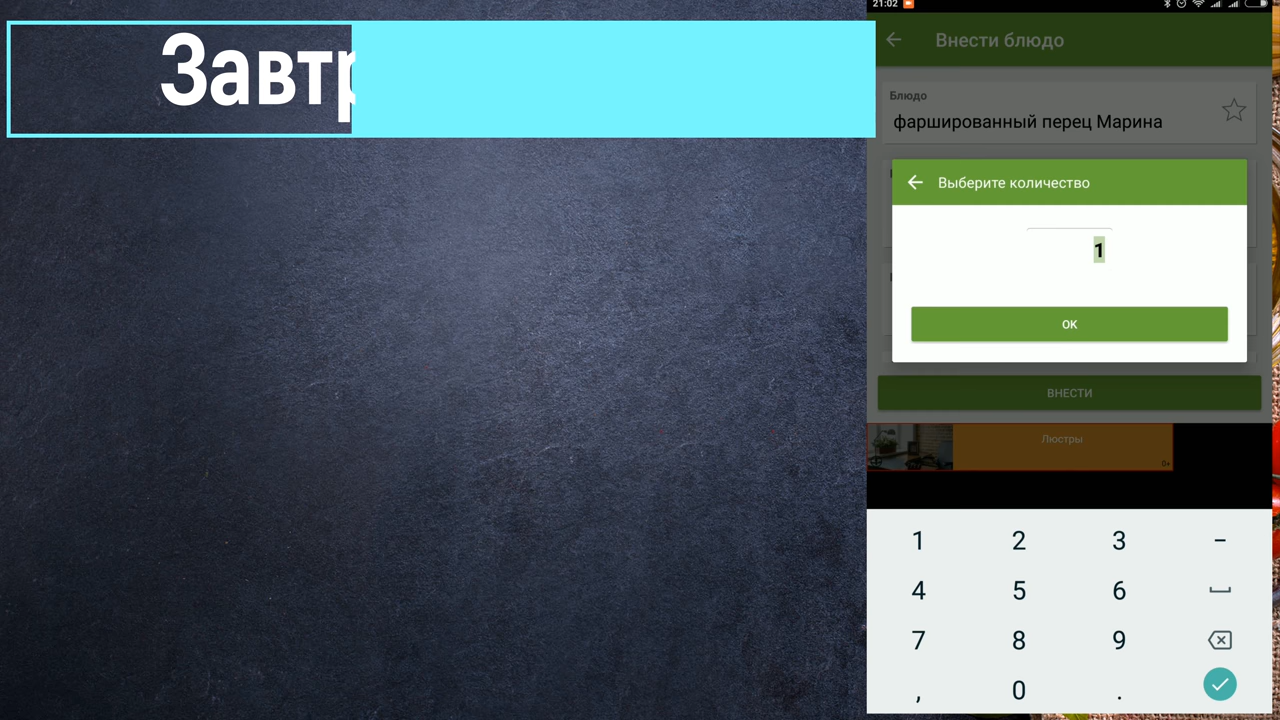 Завтр
21:02
Внести блюдо
Блюдо
фаршированный перец Марина
Выберите количество
1
ОК
ВНЕСТИ
Люстры
0+
1 2 3 −
4 5 6
7 8 9
, 0 .